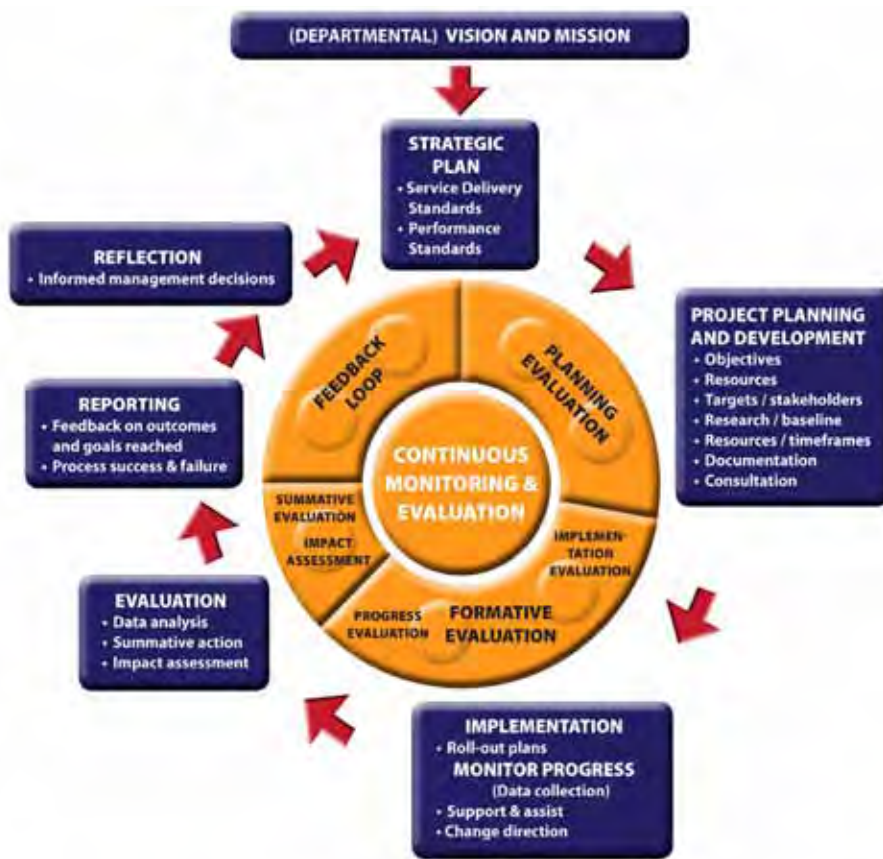 (DEPARTMENTAL) VISION AND MISSION
STRATEGIC
PLAN
• Service Delivery
Standards
• Performance
Standards
REFLECTION
• Informed management decisions
PROJECT PLANNING
AND DEVELOPMENT
• Objectives
• Resources
• Targets / stakeholders
• Research / baseline
• Resources / timeframes
• Documentation
• Consultation
REPORTING
• Feedback on outcomes
and goals reached
• Process success & failure
EVALUATION
• Data analysis
• Summative action
• Impact assessment
IMPLEMENTATION
• Roll-out plans
MONITOR PROGRESS
(Data collection)
• Support & assist
• Change direction
FEEDBACK
LOOP
PLANNING
EVALUATION
CONTINUOUS
MONITORING &
EVALUATION
SUMMATIVE
EVALUATION
IMPACT
ASSESSMENT
IMPLEMEN-
TATION
EVALUATION
PROGRESS
EVALUATION
FORMATIVE
EVALUATION